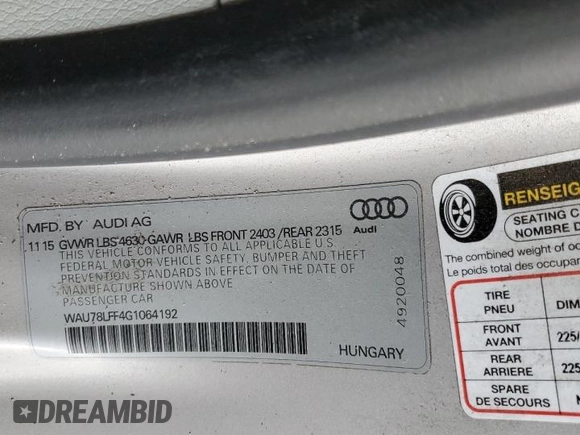 MFD. BY AUDI AG
11 15 GVWR LBS 4630 GAWR LBS FRONT 2403 / REAR 2315
THIS VEHICLE CONFORMS TO ALL APPLICABLE U.S.
FEDERAL MOTOR VEHICLE SAFETY, BUMPER AND THEFT
PREVENTION STANDARDS IN EFFECT ON THE DATE OF
MANUFACTURE SHOWN ABOVE
PASSENGER CAR
WAU78LFF4G1064192
HUNGARY
Audi
4920048
RENSEIG
SEATING C
NOMBRE D
The combined weight of occu
Le poids total des occupa
TIRE
PNEU
DIM
FRONT
AVANT
225/
REAR
ARRIERE
225
SPARE
DE SECOURS
N
DREAMBID